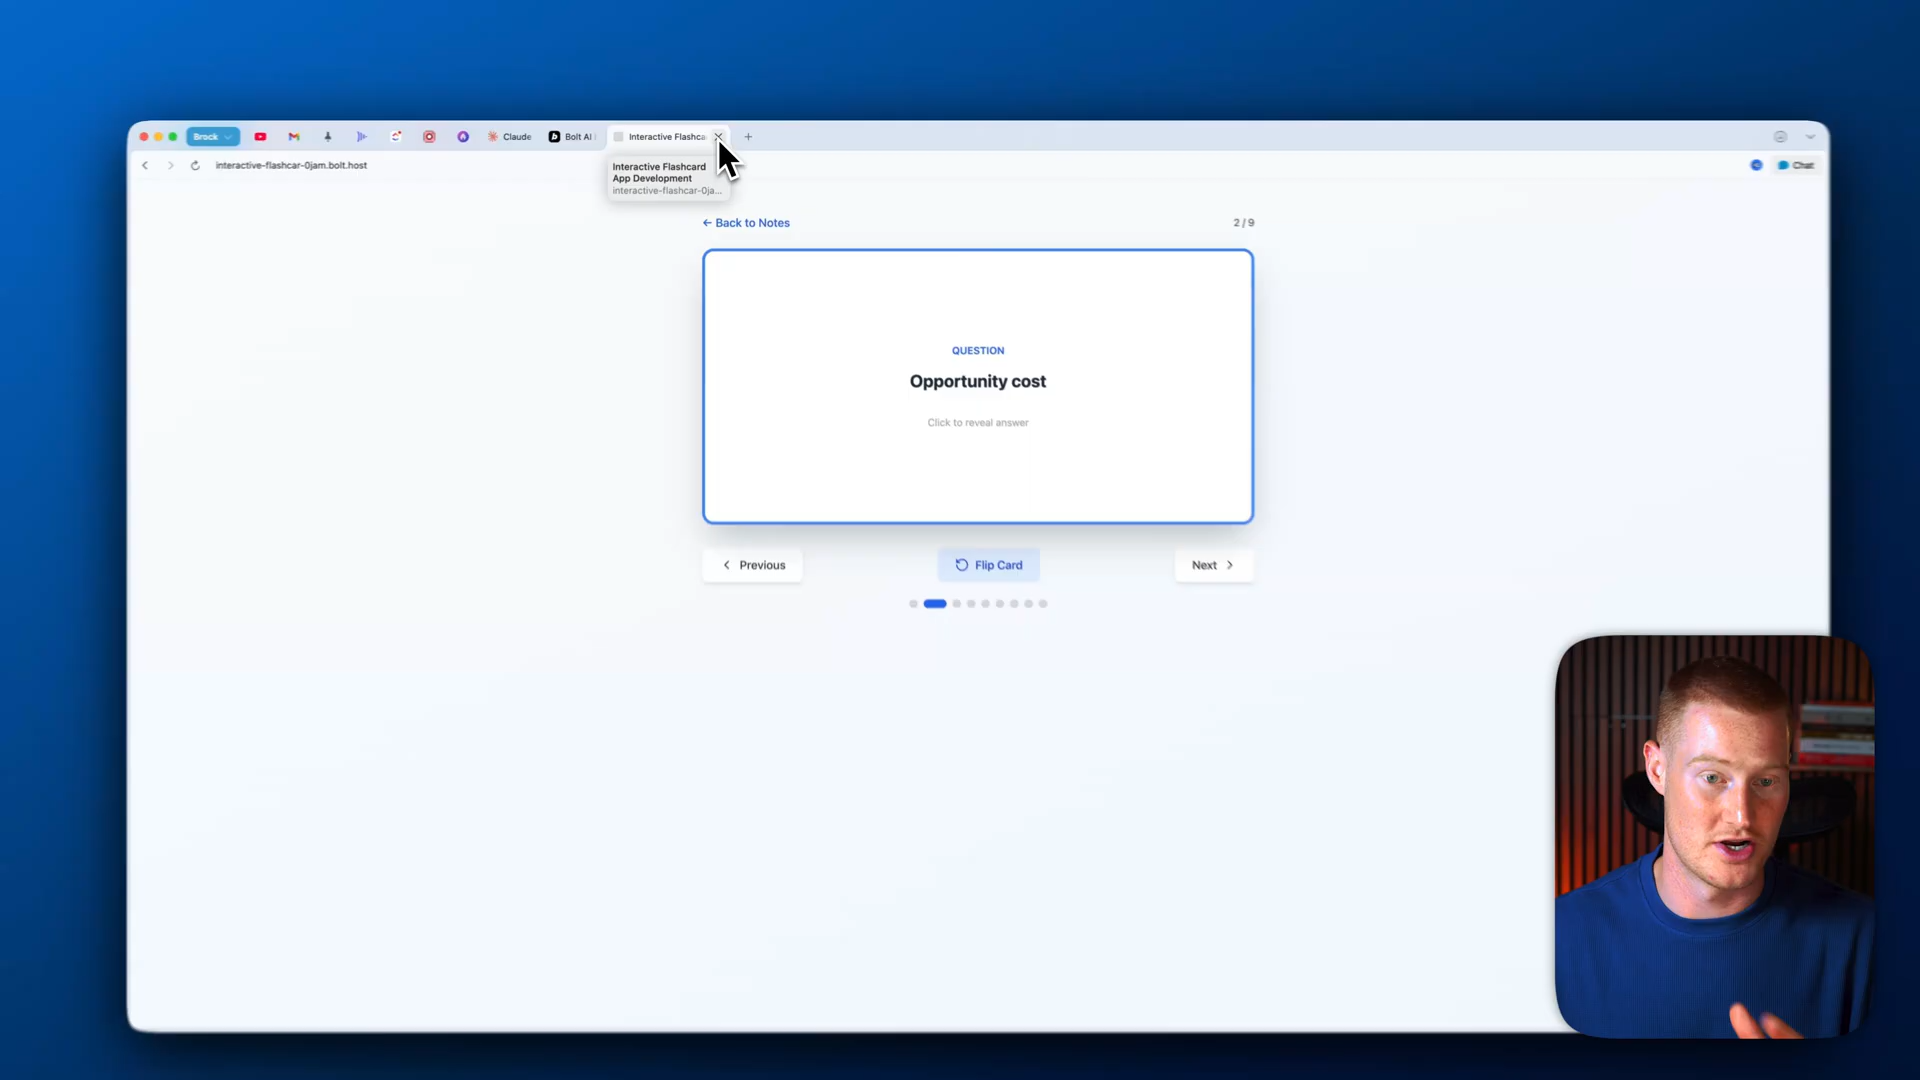 Brock
Claude
Bolt AI
Interactive Flashca
interactive-flashcar-0jam.bolt.host
Chat
Interactive Flashcard
App Development
interactive-flashcar-0ja...
← Back to Notes
2 / 9
QUESTION
Opportunity cost
Click to reveal answer
Previous
Flip Card
Next